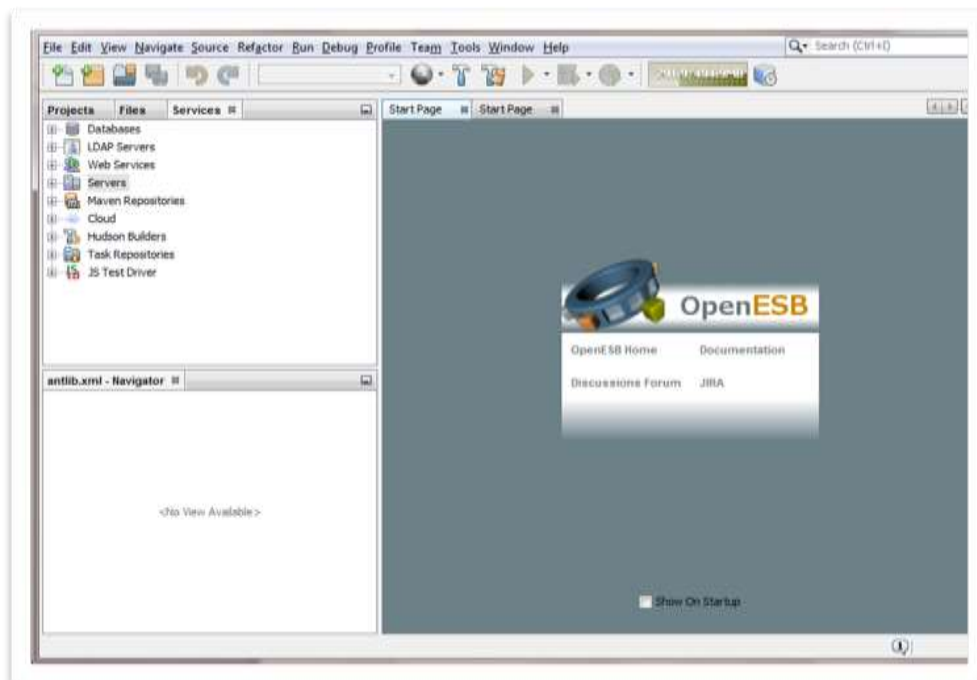 File Edit View Navigate Source Refactor Run Debug Profile Team Tools Window Help
Search (Ctrl+I)
Projects Files Services
Start Page Start Page
Databases
LDAP Servers
Web Services
Servers
Maven Repositories
Cloud
Hudson Builders
Task Repositories
JS Test Driver
OpenESB
OpenESB Home Documentation
Discussions Forum JIRA
antlib.xml - Navigator
<No View Available>
Show On Startup